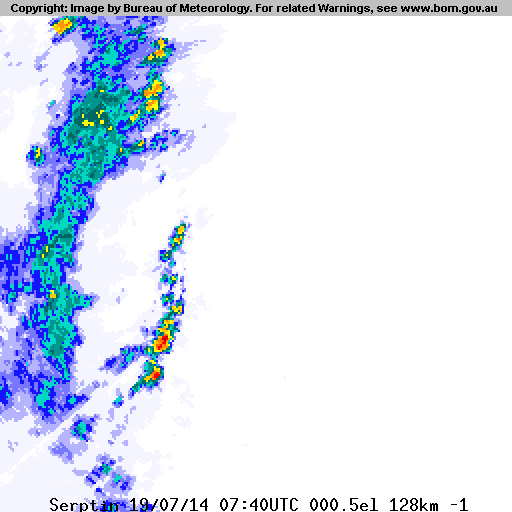 Copyright: Image by Bureau of Meteorology. For related Warnings, see www.bom.gov.au
Serptin 19/07/14 07:40UTC 000.5el 128km -1